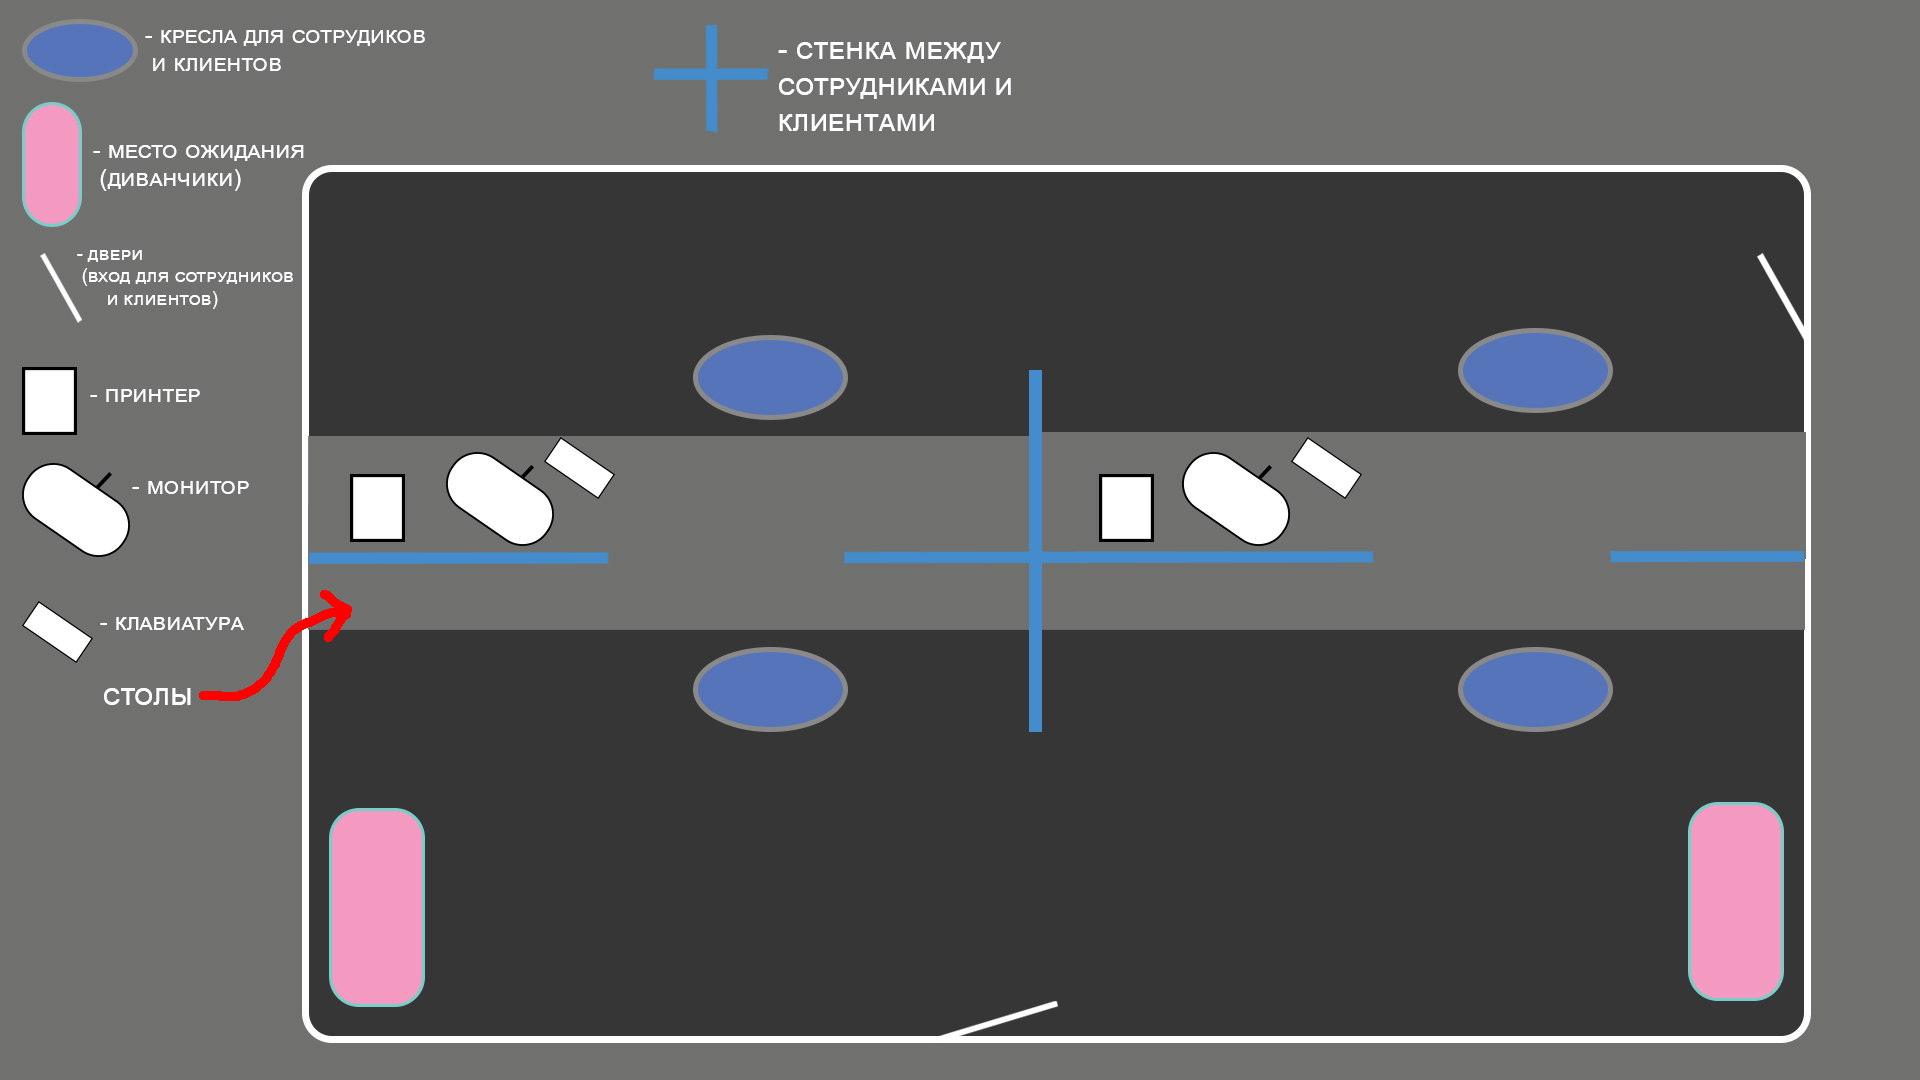 - КРЕСЛА ДЛЯ СОТРУДИКОВ
И КЛИЕНТОВ
- СТЕНКА МЕЖДУ
СОТРУДНИКАМИ И
КЛИЕНТАМИ
- МЕСТО ОЖИДАНИЯ
(ДИВАНЧИКИ)
- ДВЕРИ
(ВХОД ДЛЯ СОТРУДНИКОВ
И КЛИЕНТОВ)
- ПРИНТЕР
- МОНИТОР
- КЛАВИАТУРА
СТОЛЫ